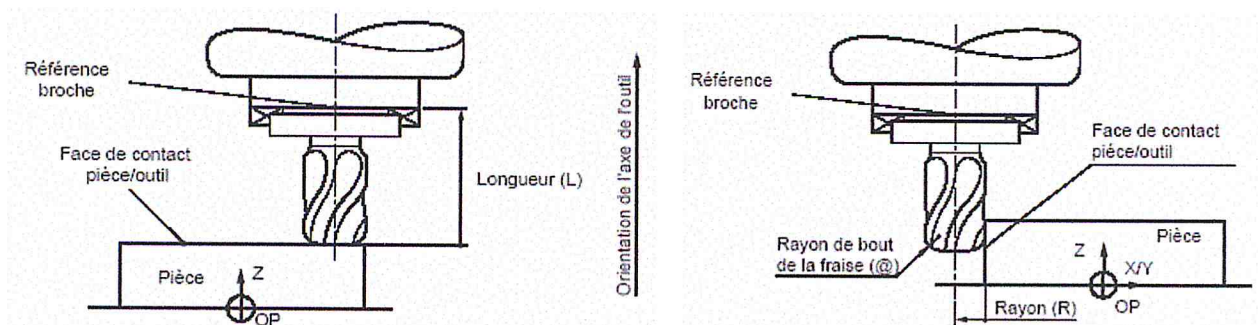 Référence
broche
Face de contact
pièce/outil
Longueur (L)
Pièce
Z
OP
Orientation de l'axe de l'outil
Référence
broche
Face de contact
pièce/outil
Rayon de bout
de la fraise (@)
Pièce
Z
X/Y
OP
Rayon (R)